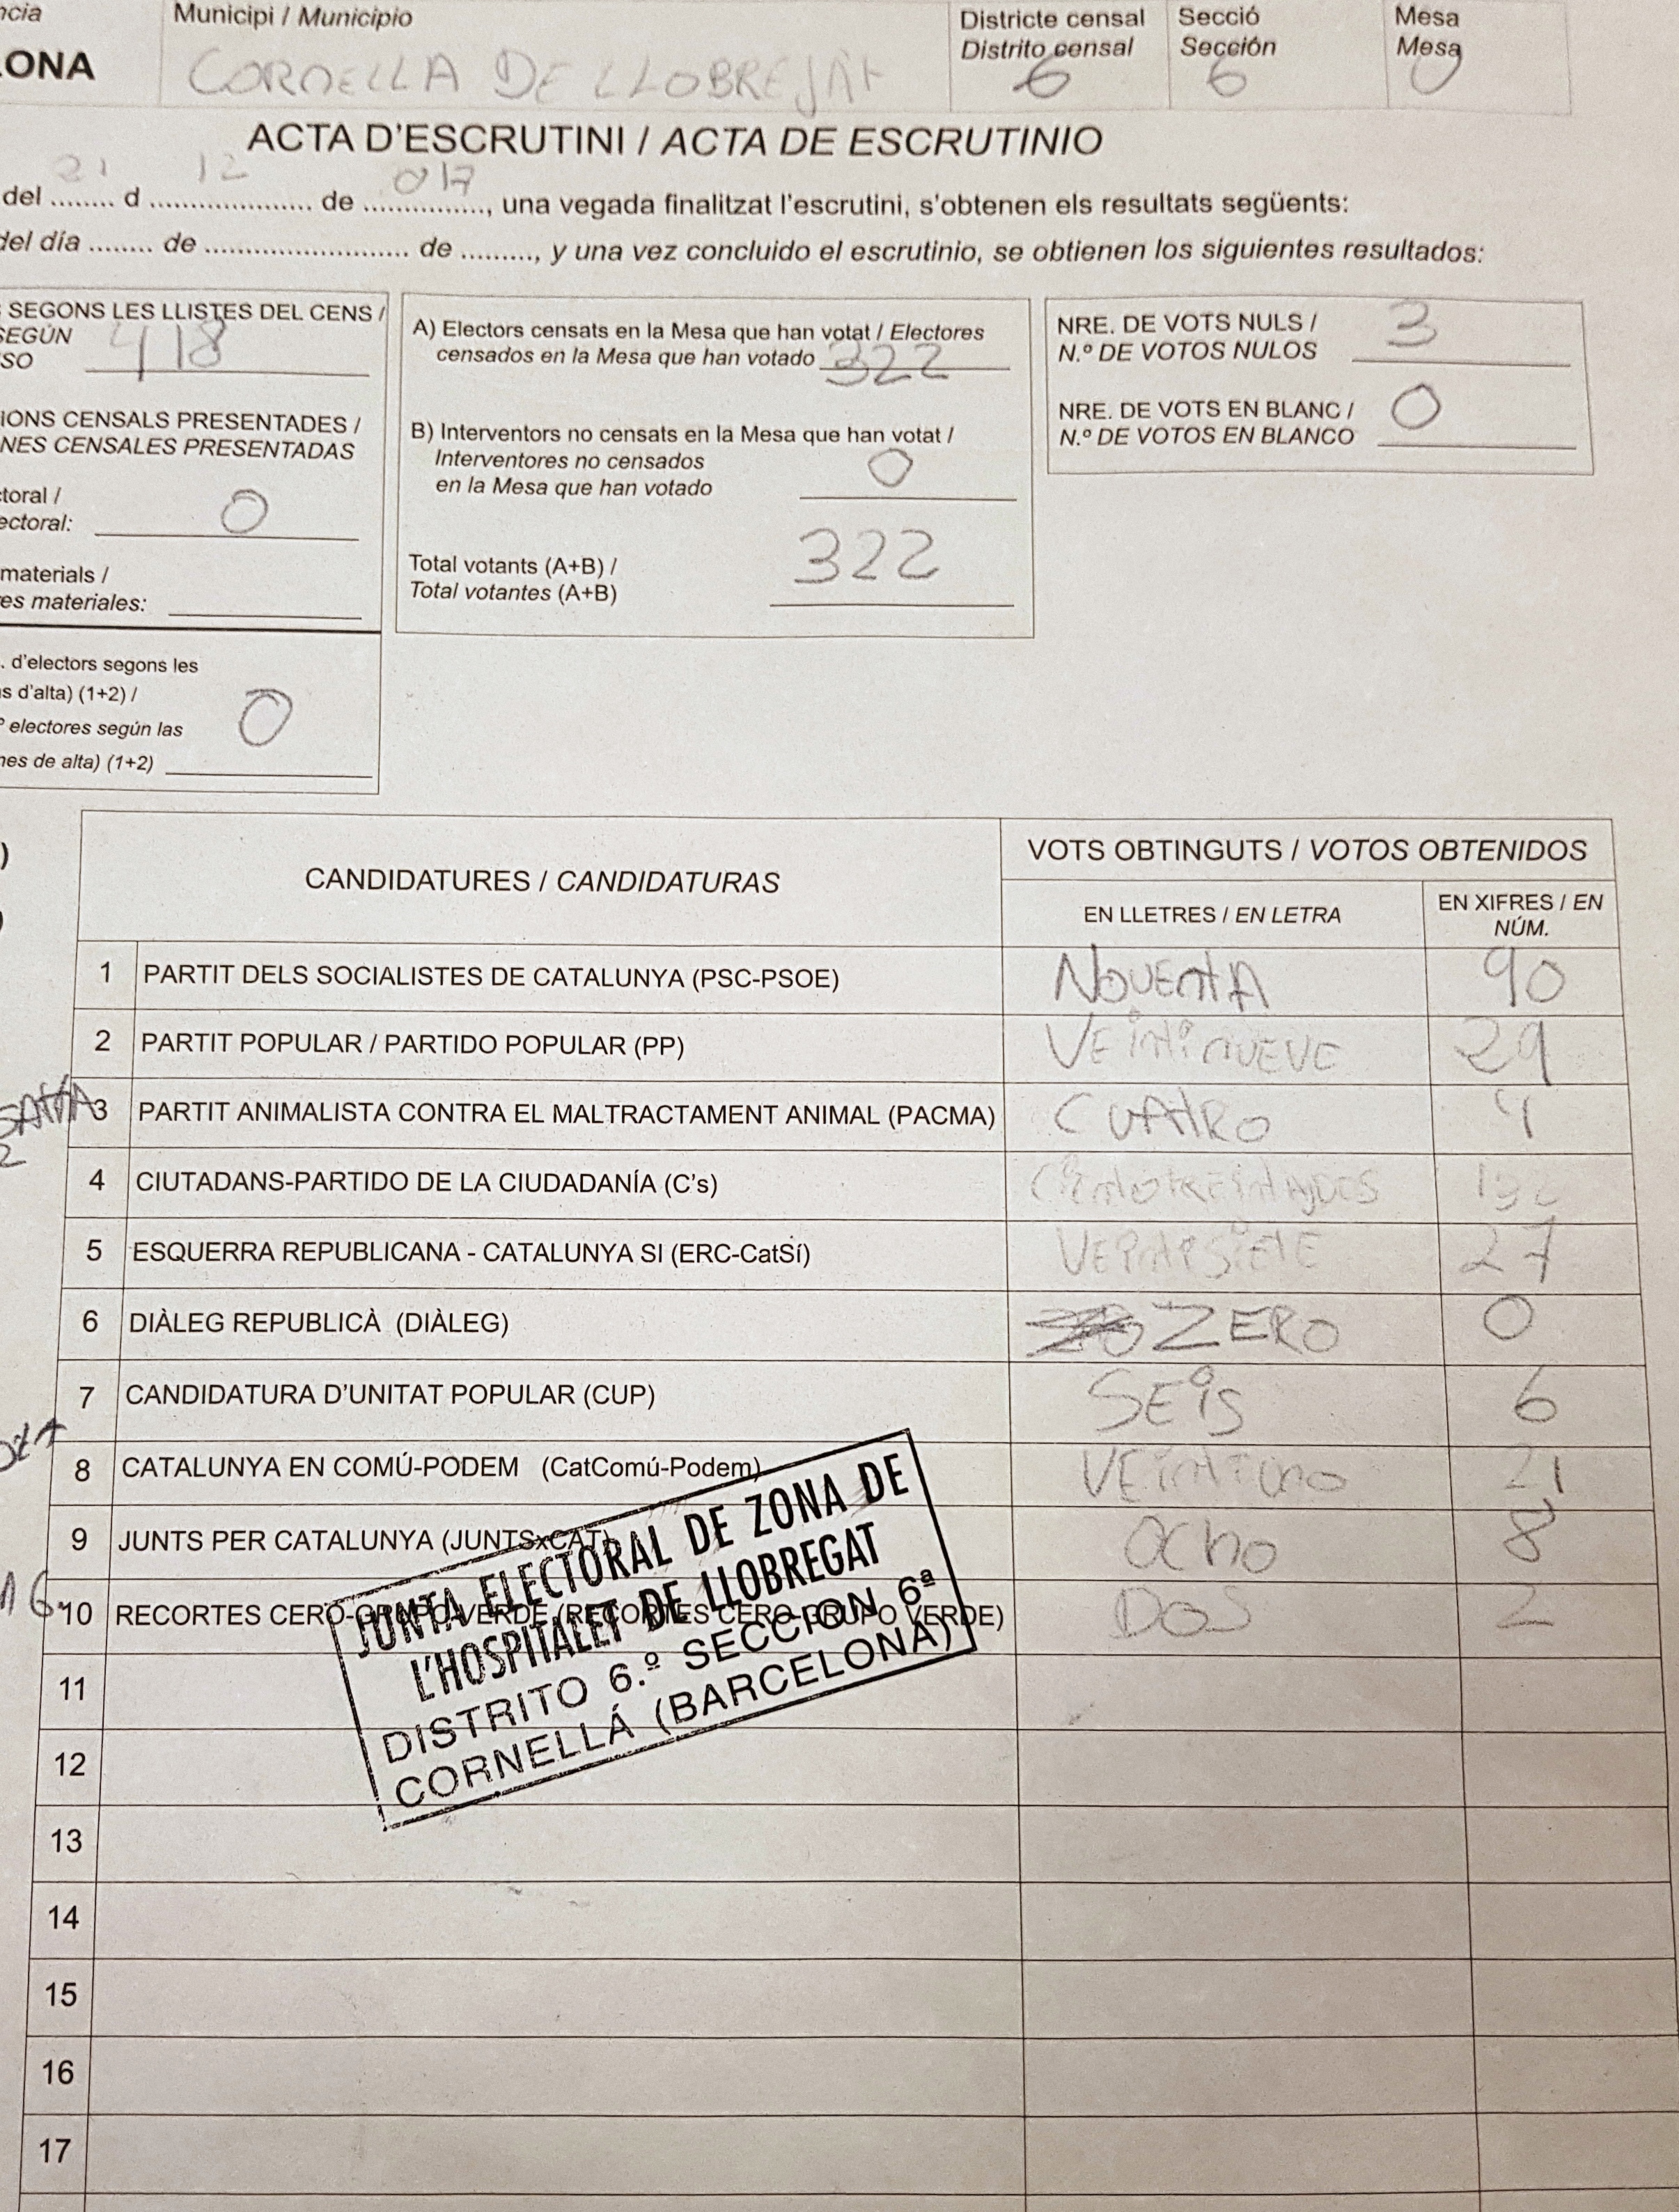 ncia
Municipi / Municipio
Districte censal
Distrito censal
Secció
Sección
Mesa
Mesa
LONA
CORNELLA DE LLOBREJAt
6
6
U
ACTA D'ESCRUTINI / ACTA DE ESCRUTINIO
21 12 017
del ........ d .................... de ..............., una vegada finalitzat l'escrutini, s'obtenen els resultats següents:
del día ........ de ......................... de ........., y una vez concluido el escrutinio, se obtienen los siguientes resultados:
SEGONS LES LLISTES DEL CENS /
SEGÚN
SO 418
IONS CENSALS PRESENTADES /
NES CENSALES PRESENTADAS
ctoral /
ectoral: 0
materials /
es materiales:
. d'electors segons les
s d'alta) (1+2) /
º electores según las
nes de alta) (1+2) 0
A) Electors censats en la Mesa que han votat / Electores
censados en la Mesa que han votado 322
B) Interventors no censats en la Mesa que han votat /
Interventores no censados
en la Mesa que han votado 0
Total votants (A+B) /
Total votantes (A+B) 322
NRE. DE VOTS NULS /
N.º DE VOTOS NULOS 3
NRE. DE VOTS EN BLANC /
N.º DE VOTOS EN BLANCO 0
CANDIDATURES / CANDIDATURAS
VOTS OBTINGUTS / VOTOS OBTENIDOS
EN LLETRES / EN LETRA
EN XIFRES / EN
NÚM.
1 PARTIT DELS SOCIALISTES DE CATALUNYA (PSC-PSOE) NOVENtA 90
2 PARTIT POPULAR / PARTIDO POPULAR (PP) VEintinUEVE 29
3 PARTIT ANIMALISTA CONTRA EL MALTRACTAMENT ANIMAL (PACMA) CUAtRO 4
4 CIUTADANS-PARTIDO DE LA CIUDADANÍA (C's) CientotREintAyDOS 132
5 ESQUERRA REPUBLICANA - CATALUNYA SI (ERC-CatSí) VEintiSiEtE 27
6 DIÀLEG REPUBLICÀ (DIÀLEG) ZERO 0
7 CANDIDATURA D'UNITAT POPULAR (CUP) SEiS 6
8 CATALUNYA EN COMÚ-PODEM (CatComú-Podem) VEintiuno 21
9 JUNTS PER CATALUNYA (JUNTSxCAT) OChO 8
10 RECORTES CERO-GRUPO VERDE (RECORTES CERO-GRUPO VERDE) DOS 2
JUNTA ELECTORAL DE ZONA DE
L'HOSPITALET DE LLOBREGAT
DISTRITO 6.º SECCION 6ª
CORNELLÁ (BARCELONA)
11
12
13
14
15
16
17